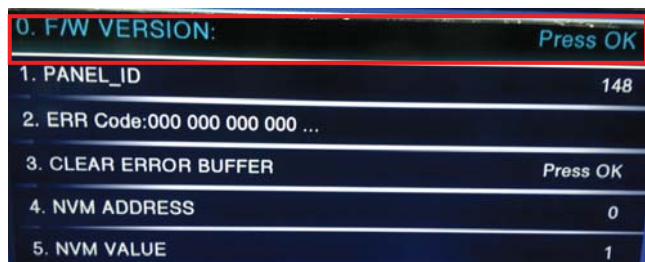 0. F/W VERSION: Press OK
1. PANEL_ID 148
2. ERR Code:000 000 000 000 ...
3. CLEAR ERROR BUFFER Press OK
4. NVM ADDRESS 0
5. NVM VALUE 1